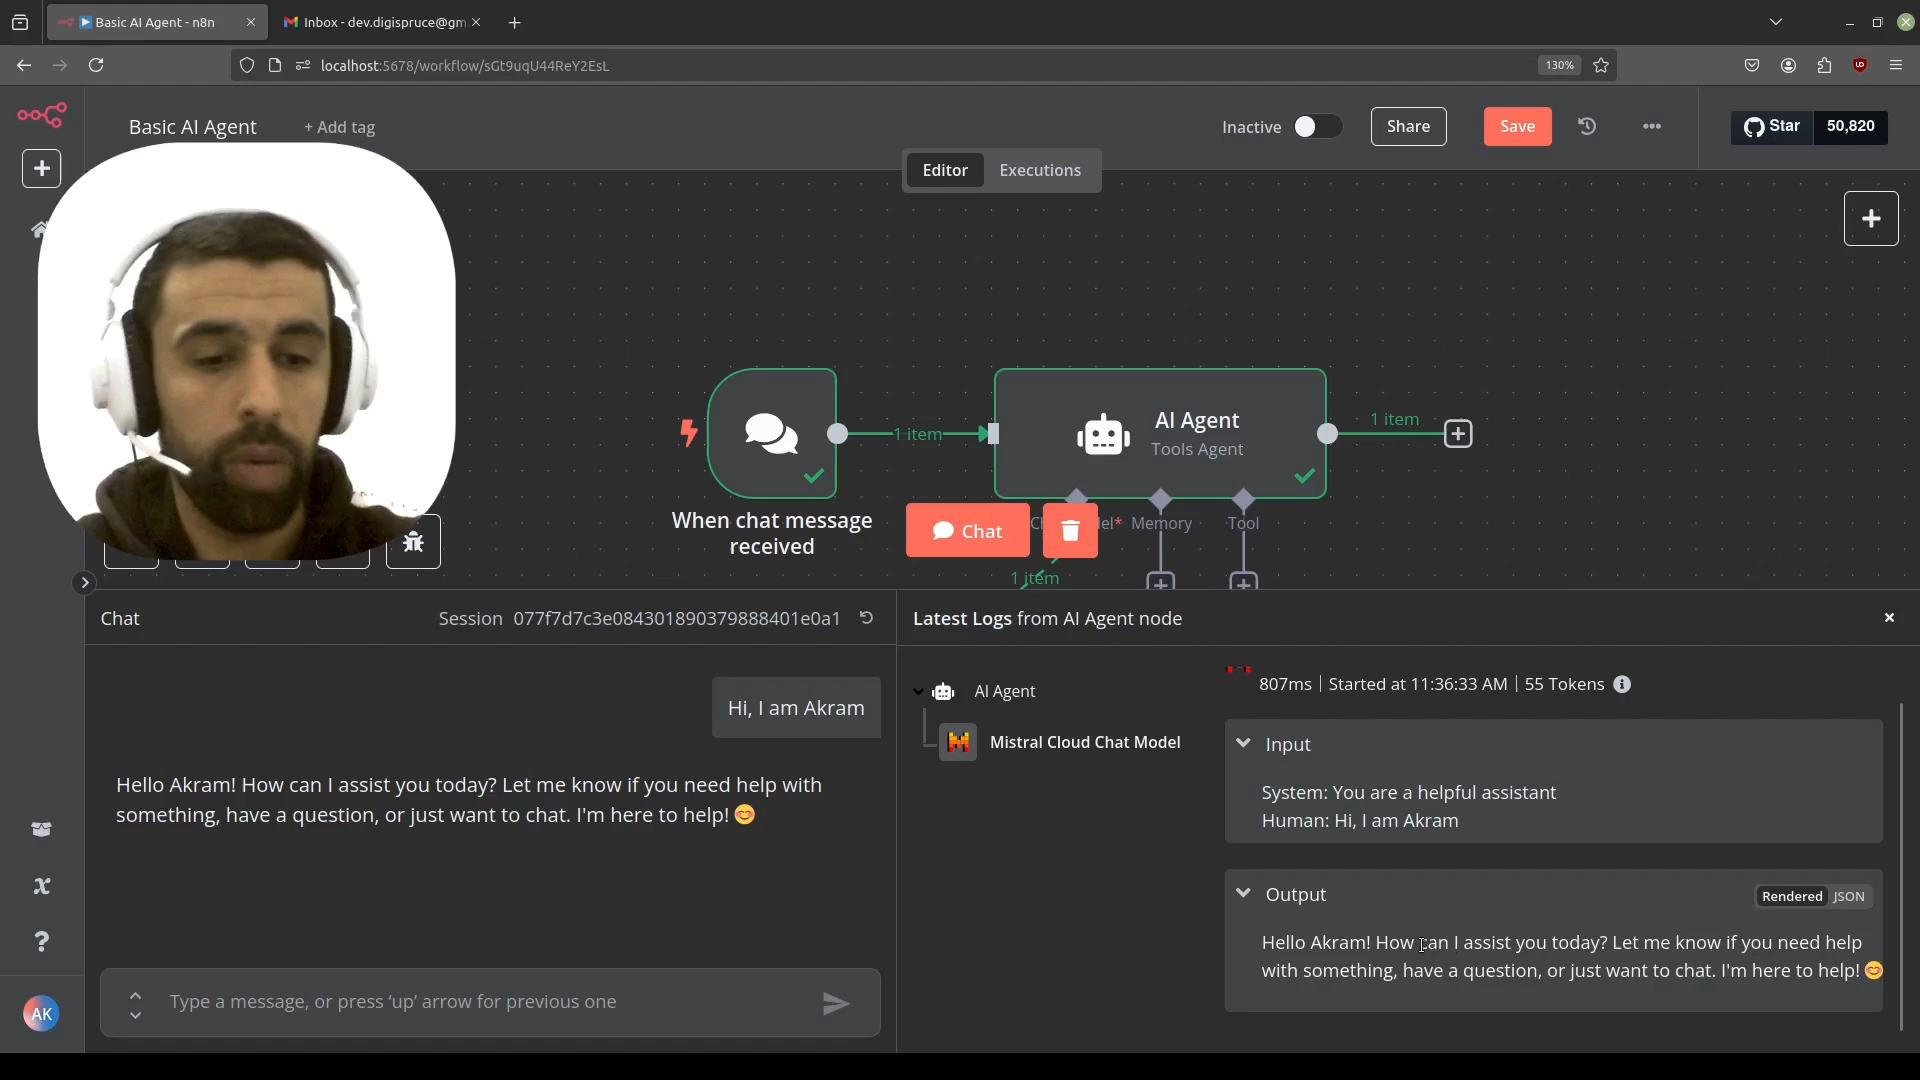 Basic AI Agent - n8n
Inbox - dev.digispruce@gm
localhost:5678/workflow/sGt9uqU44ReY2EsL
130%
Basic AI Agent
+ Add tag
Inactive
Share
Save
Star
50,820
Editor
Executions
1 item
AI Agent
Tools Agent
1 item
When chat message
received
Chat
Memory
Tool
1 item
Chat
Session 077f7d7c3e084301890379888401e0a1
Latest Logs from AI Agent node
Hi, I am Akram
Hello Akram! How can I assist you today? Let me know if you need help with
something, have a question, or just want to chat. I'm here to help! 😊
AI Agent
Mistral Cloud Chat Model
807ms | Started at 11:36:33 AM | 55 Tokens
Input
System: You are a helpful assistant
Human: Hi, I am Akram
Output
Rendered JSON
Hello Akram! How can I assist you today? Let me know if you need help
with something, have a question, or just want to chat. I'm here to help! 😊
Type a message, or press ‘up’ arrow for previous one
AK